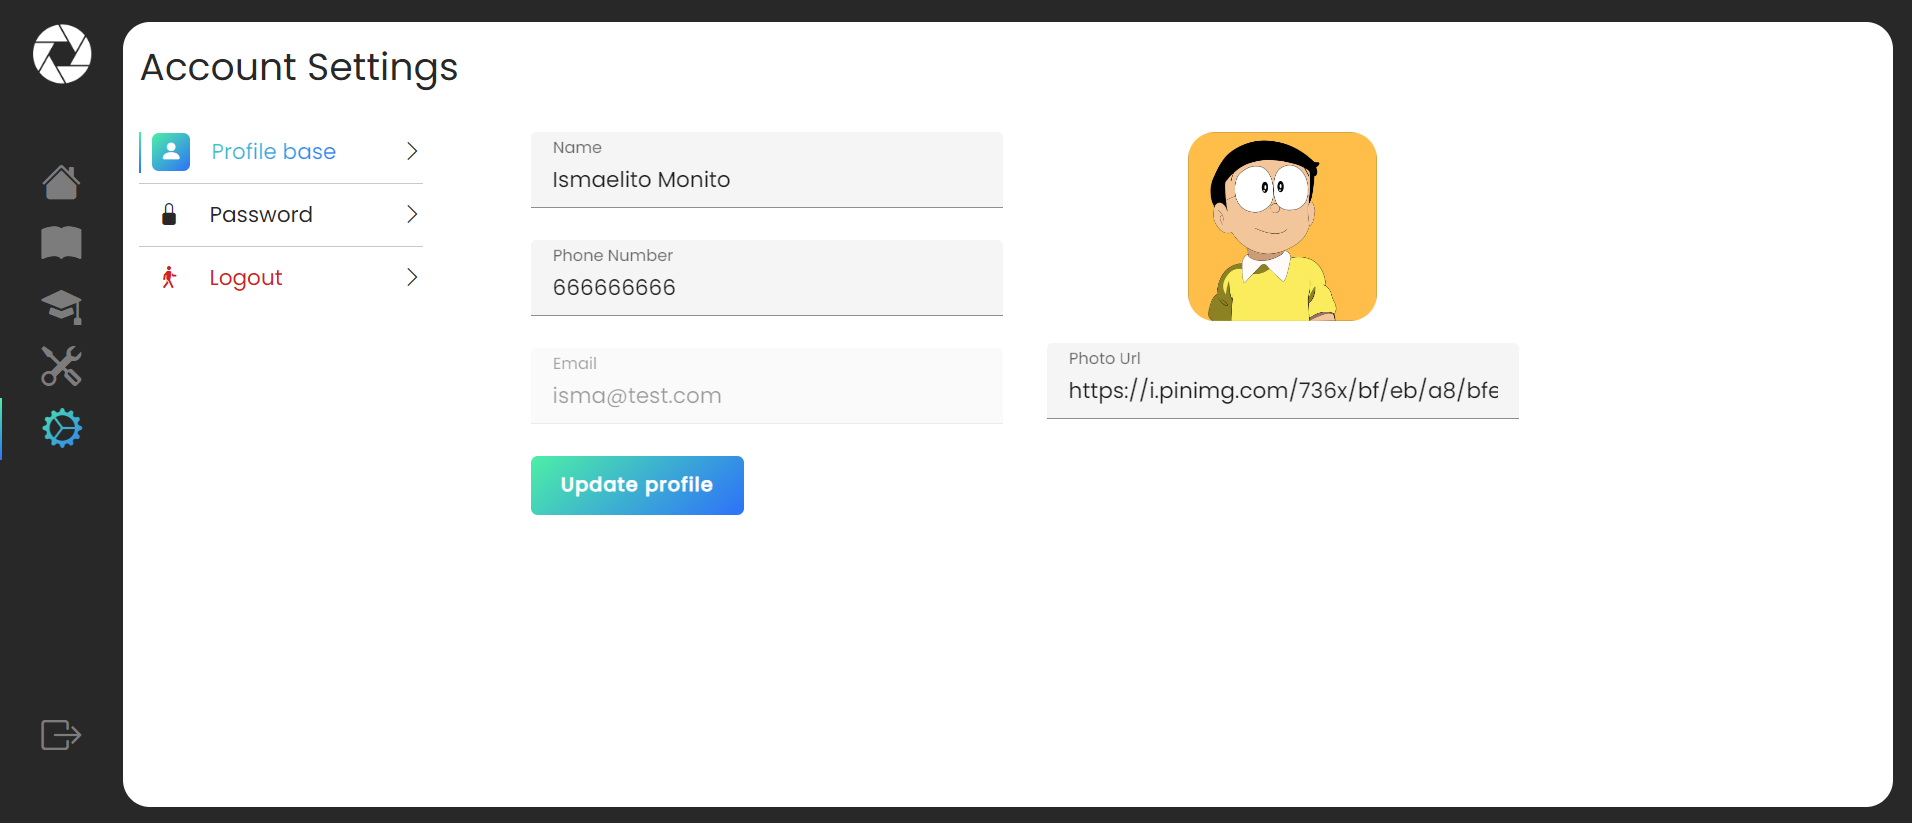 Account Settings
Profile base
Password
Logout
Name
Ismaelito Monito
Phone Number
666666666
Email
isma@test.com
Update profile
Photo Url
https://i.pinimg.com/736x/bf/eb/a8/bfe